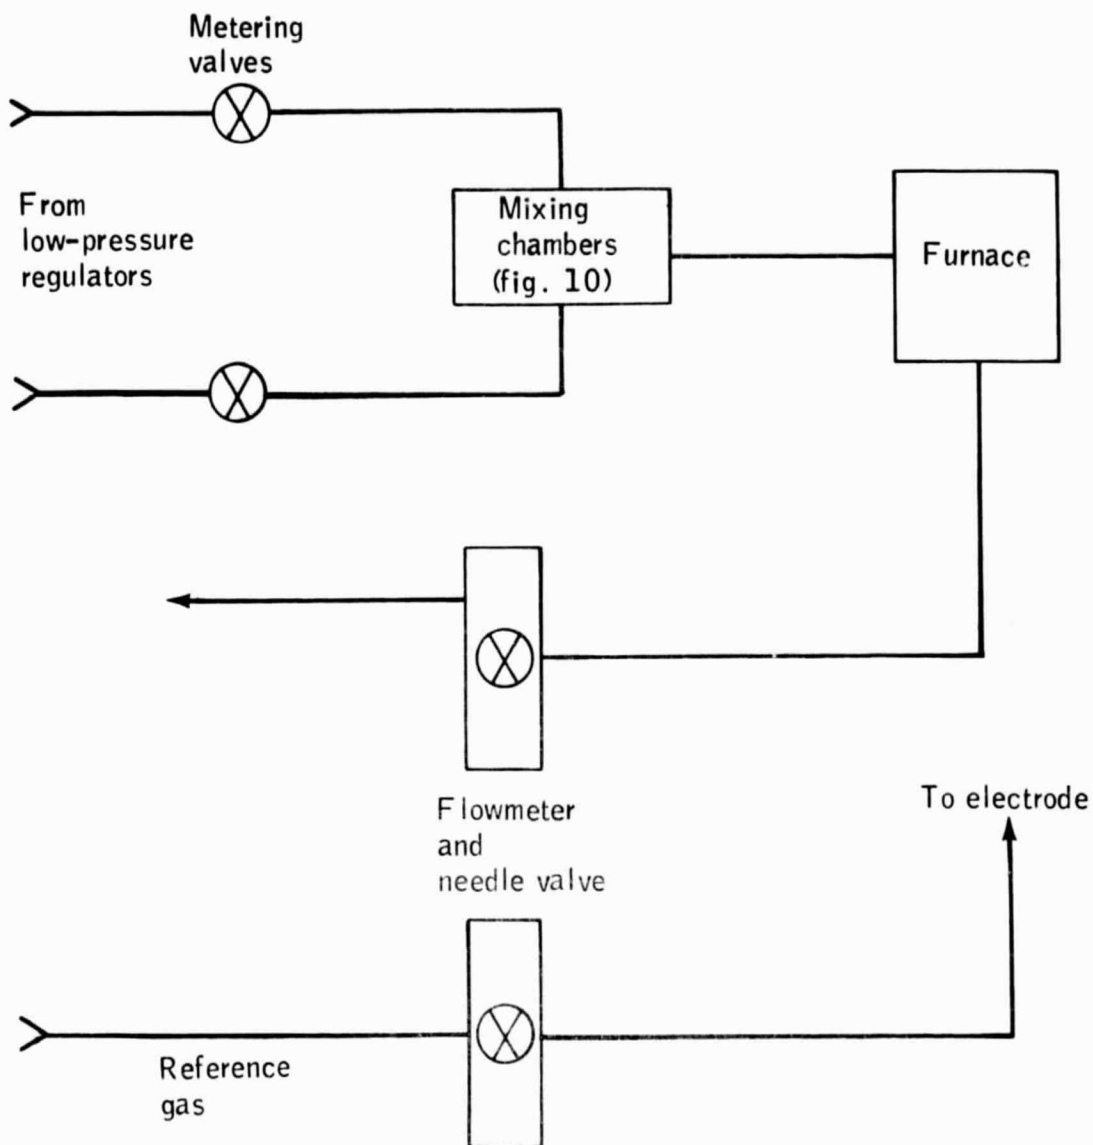 Metering
valves
From
low-pressure
regulators
Mixing
chambers
(fig. 10)
Furnace
Flowmeter
and
needle valve
To electrode
Reference
gas